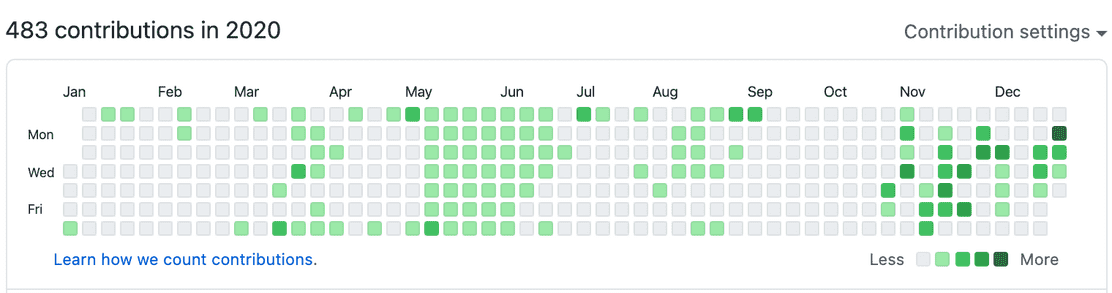 483 contributions in 2020
Contribution settings
Jan Feb Mar Apr May Jun Jul Aug Sep Oct Nov Dec
Mon
Wed
Fri
Learn how we count contributions.
Less More